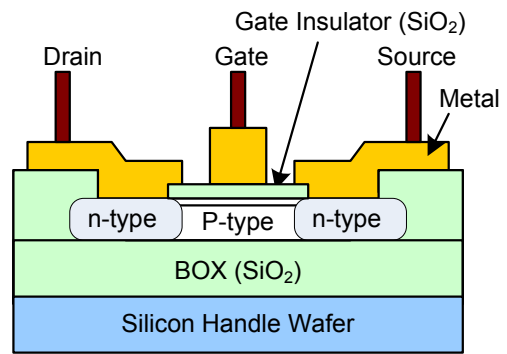 Gate Insulator (SiO₂)
Drain
Gate
Source
Metal
n-type
P-type
n-type
BOX (SiO₂)
Silicon Handle Wafer